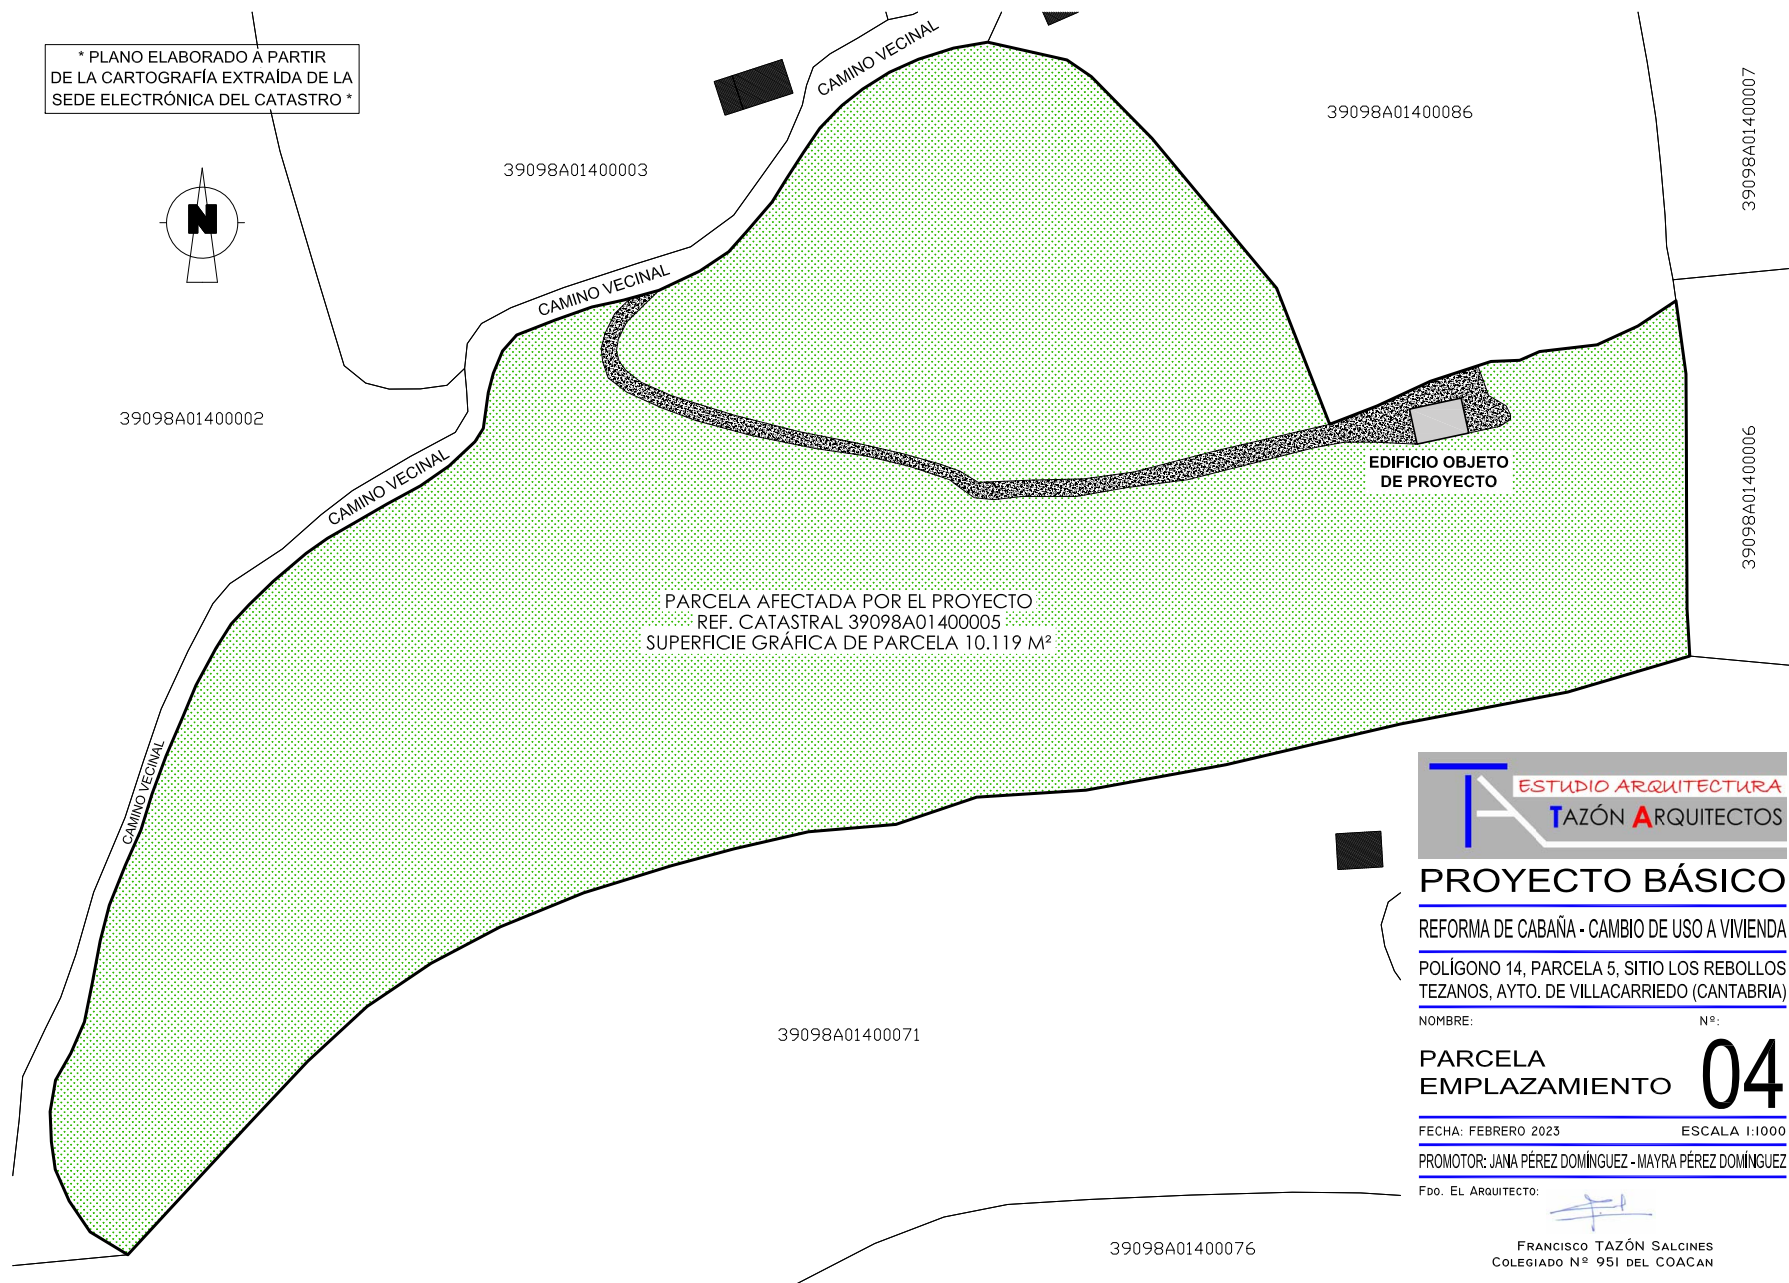 * PLANO ELABORADO A PARTIR
DE LA CARTOGRAFÍA EXTRAÍDA DE LA
SEDE ELECTRÓNICA DEL CATASTRO *
N
CAMINO VECINAL
39098A01400003
39098A01400086
39098A01400007
CAMINO VECINAL
39098A01400002
CAMINO VECINAL
EDIFICIO OBJETO
DE PROYECTO
39098A01400006
PARCELA AFECTADA POR EL PROYECTO
REF. CATASTRAL 39098A01400005
SUPERFICIE GRÁFICA DE PARCELA 10.119 M²
CAMINO VECINAL
39098A01400071
39098A01400076
TA
ESTUDIO ARQUITECTURA
TAZÓN ARQUITECTOS
PROYECTO BÁSICO
REFORMA DE CABAÑA - CAMBIO DE USO A VIVIENDA
POLÍGONO 14, PARCELA 5, SITIO LOS REBOLLOS
TEZANOS, AYTO. DE VILLACARRIEDO (CANTABRIA)
NOMBRE: Nº:
PARCELA
EMPLAZAMIENTO 04
FECHA: FEBRERO 2023 ESCALA 1:1000
PROMOTOR: JANA PÉREZ DOMÍNGUEZ - MAYRA PÉREZ DOMÍNGUEZ
FDO. EL ARQUITECTO:
FRANCISCO TAZÓN SALCINES
COLEGIADO Nº 951 DEL COACAN